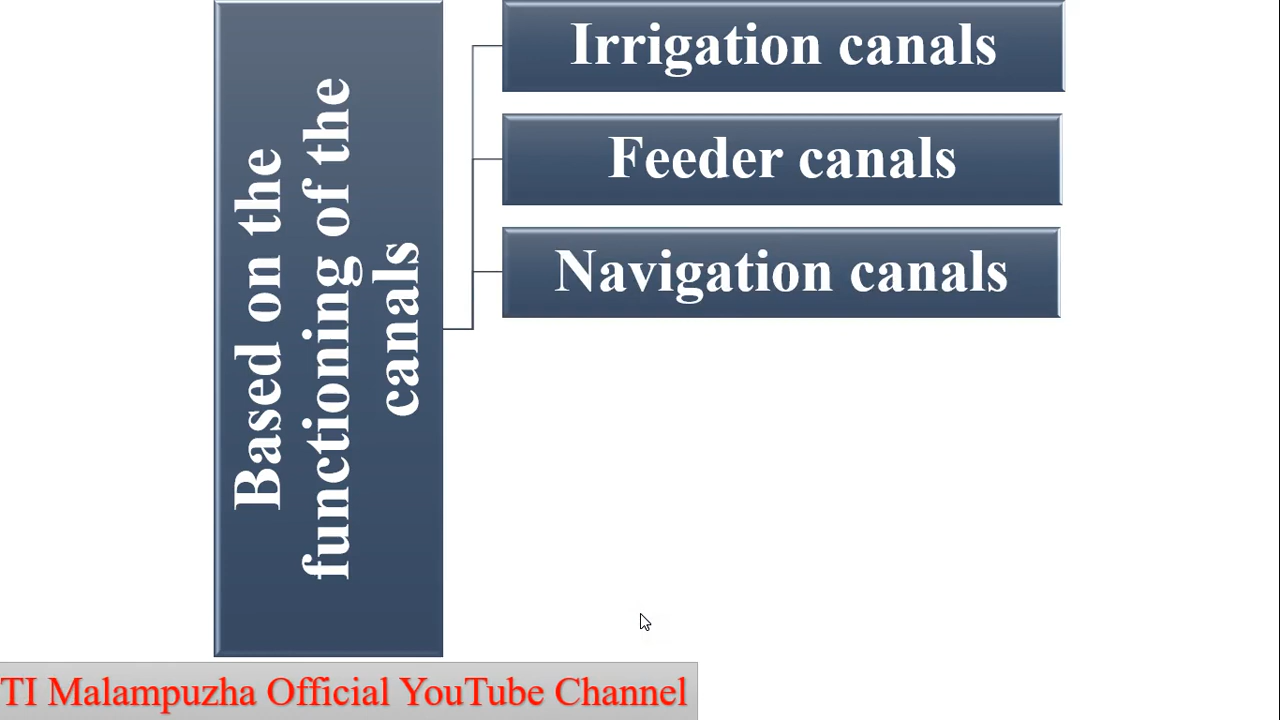 Based on the
functioning of the
canals
Irrigation canals
Feeder canals
Navigation canals
TI Malampuzha Official YouTube Channel